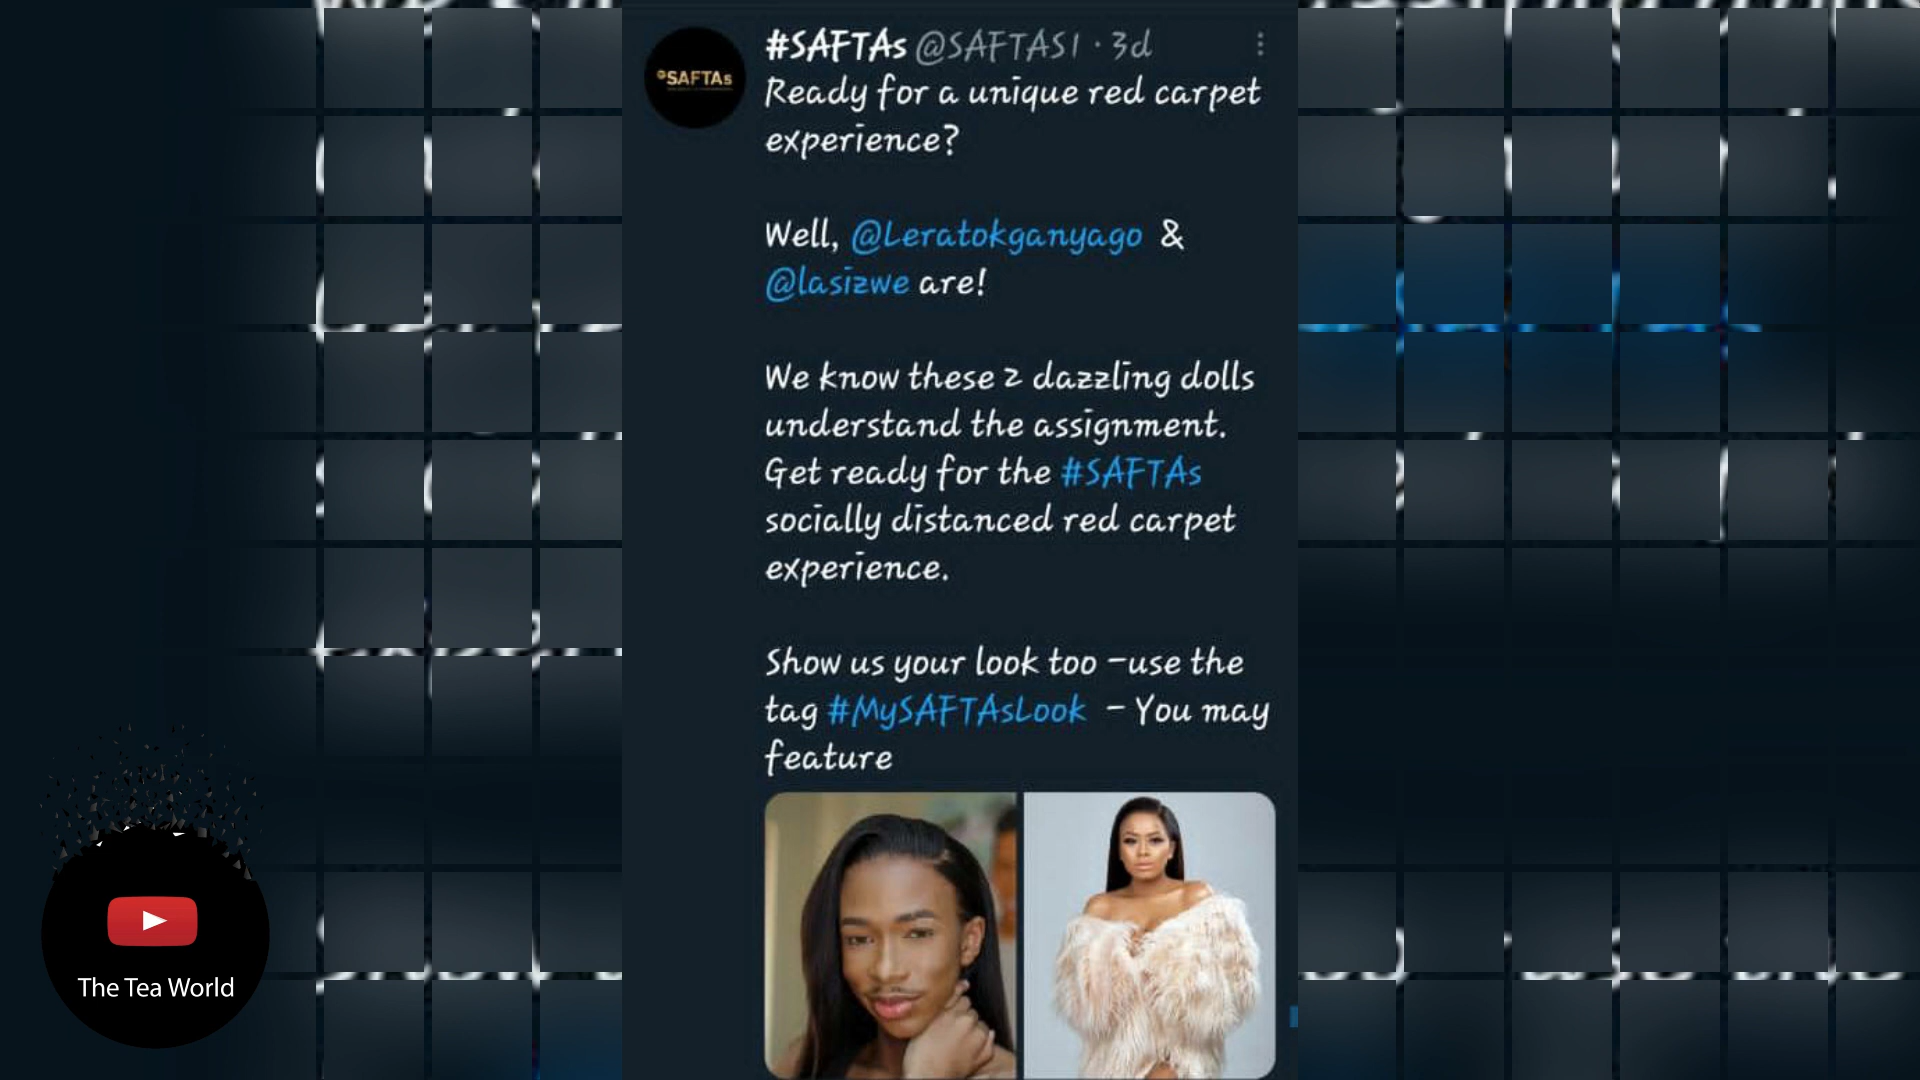 #SAFTAs @SAFTAS1 · 3d
SAFTAs
Ready for a unique red carpet
experience?
Well, @Leratokganyago &
@lasizwe are!
We know these 2 dazzling dolls
understand the assignment.
Get ready for the #SAFTAs
socially distanced red carpet
experience.
Show us your look too -use the
tag #MySAFTAsLook - You may
feature
The Tea World